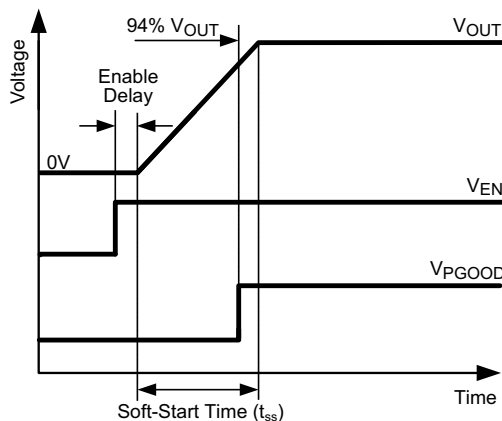 94% VOUT
VOUT
Voltage
Enable
Delay
0V
VEN
VPGOOD
Time
Soft-Start Time (tss)